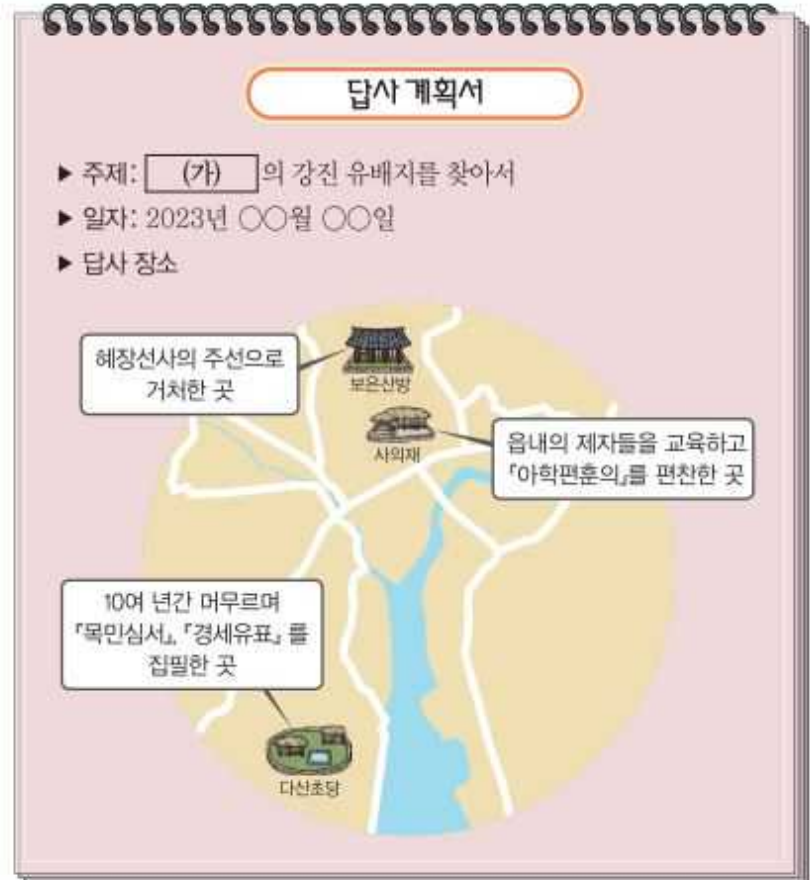 답사 계획서
▶ 주제: (가) 의 강진 유배지를 찾아서
▶ 일자: 2023년 ○○월 ○○일
▶ 답사 장소
혜장선사의 주선으로
거처한 곳
보은산방
사의재
읍내의 제자들을 교육하고
『아학편훈의』를 편찬한 곳
10여 년간 머무르며
『목민심서』, 『경세유표』를
집필한 곳
다산초당